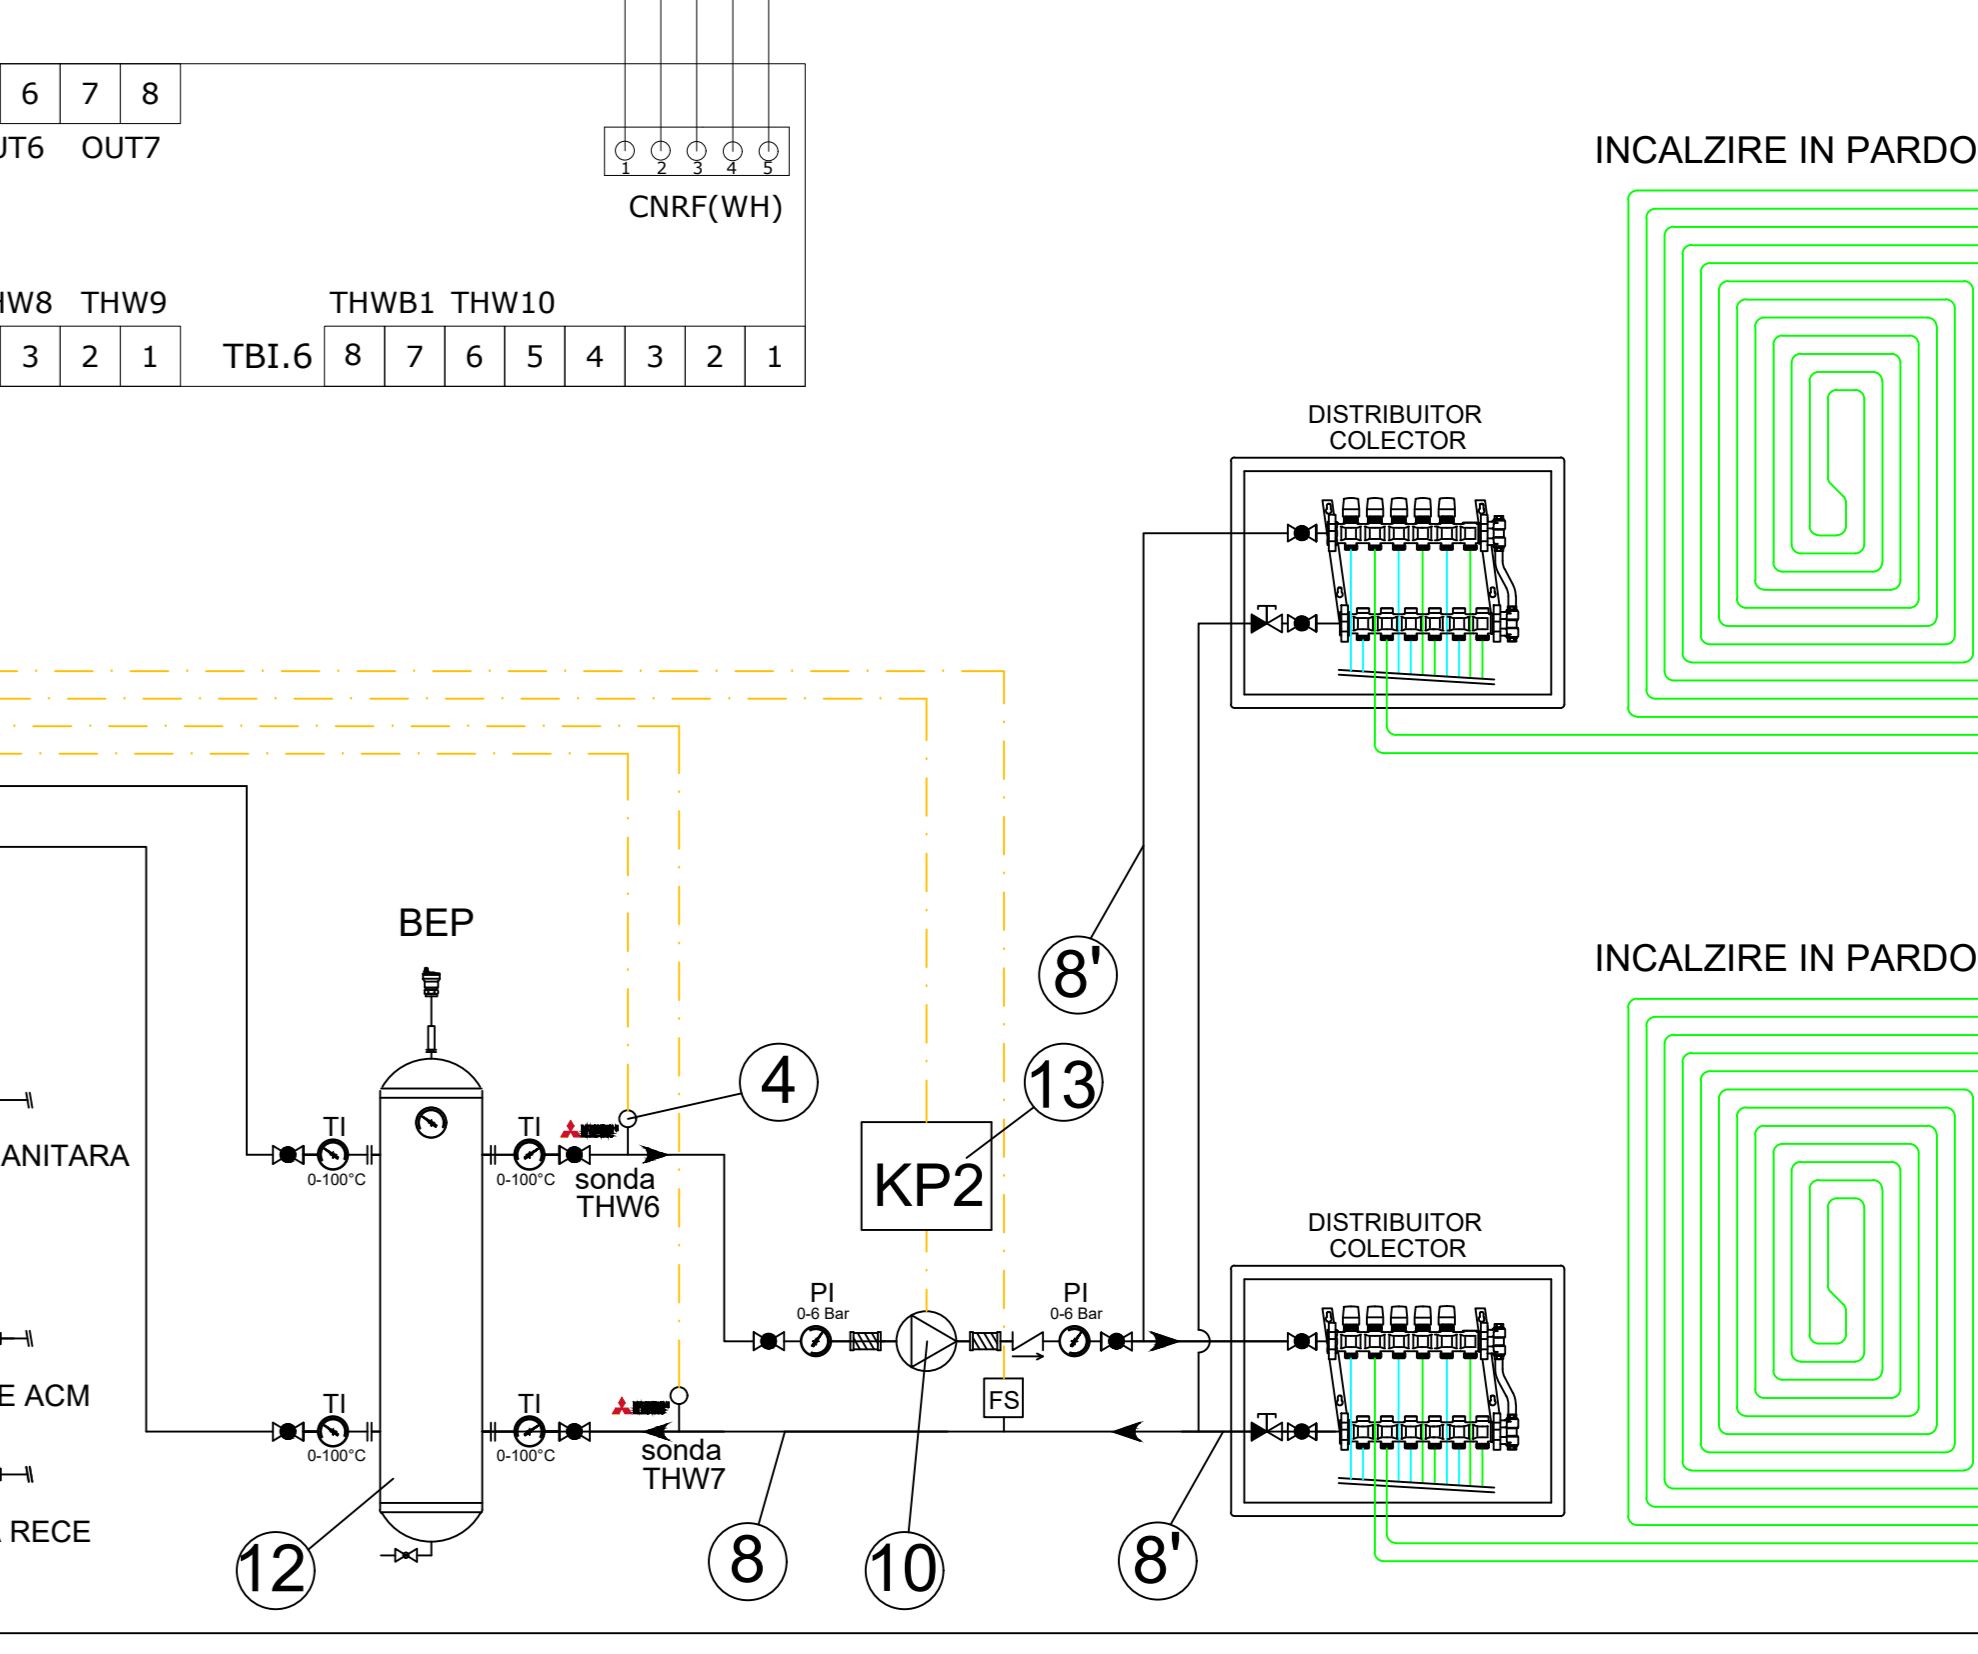 6 7 8
UT6 OUT7
1 2 3 4 5
CNRF(WH)
HW8 THW9 THWB1 THW10
3 2 1 TBI.6 8 7 6 5 4 3 2 1
INCALZIRE IN PARDO
DISTRIBUITOR
COLECTOR
8'
INCALZIRE IN PARDO
BEP
4
13
TI
0-100°C
TI
0-100°C
sonda
THW6
ANITARA
KP2
DISTRIBUITOR
COLECTOR
PI
0-6 Bar
PI
0-6 Bar
FS
E ACM
TI
0-100°C
TI
0-100°C
sonda
THW7
RECE
12
8
10
8'